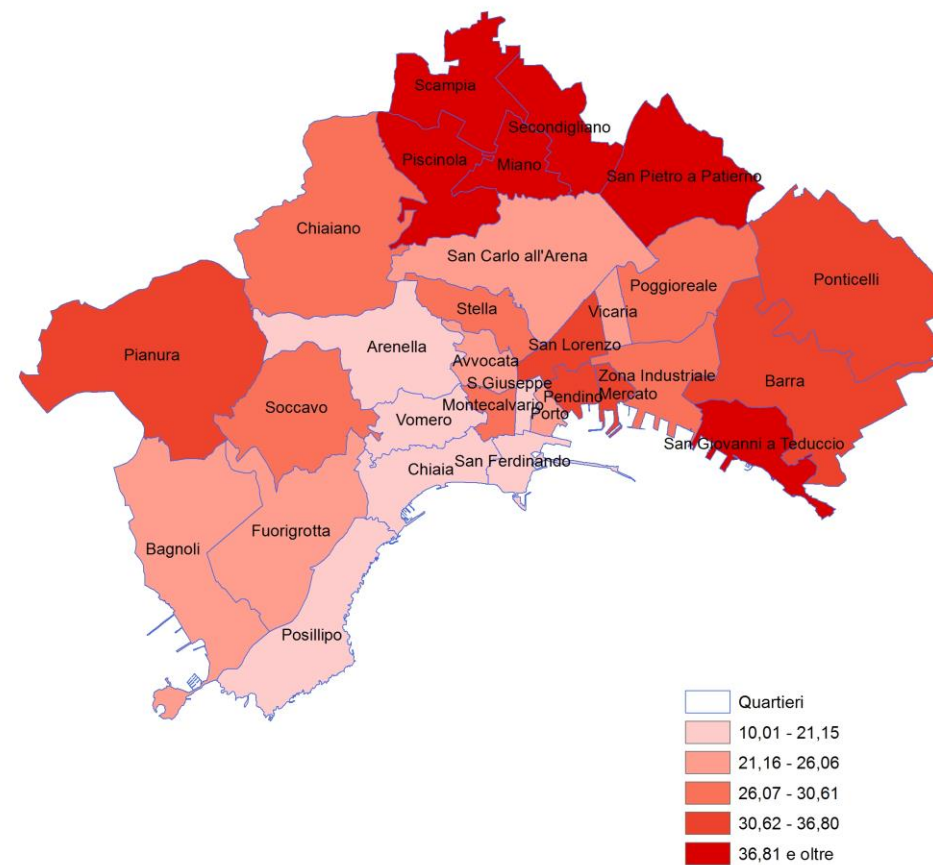 Scampia
Secondigliano
Piscinola
Miano
San Pietro a Patierno
Chiaiano
San Carlo all'Arena
Ponticelli
Poggioreale
Stella
Vicaria
Pianura
Arenella
San Lorenzo
Avvocata
Zona Industriale
Barra
S.Giuseppe
Soccavo
Montecalvario
Pendino
Mercato
Vomero
Porto
San Giovanni a Teduccio
Chiaia
San Ferdinando
Fuorigrotta
Bagnoli
Posillipo
Quartieri
10,01 - 21,15
21,16 - 26,06
26,07 - 30,61
30,62 - 36,80
36,81 e oltre